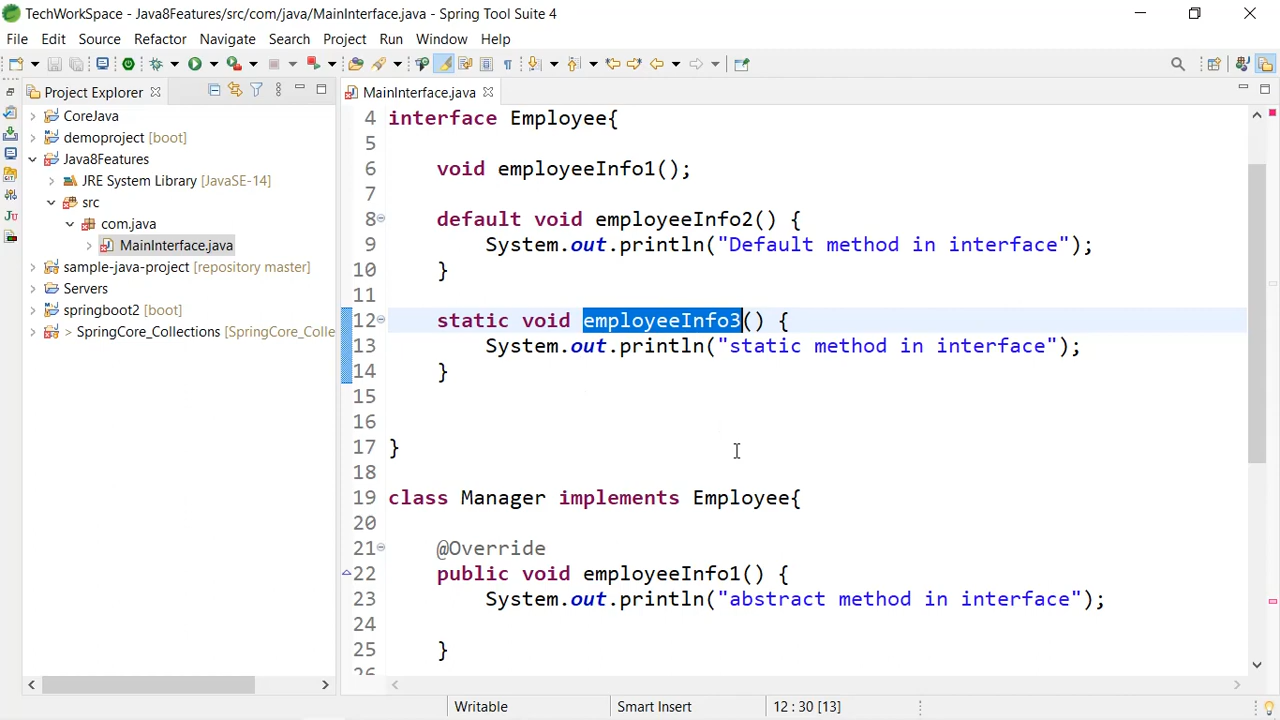 TechWorkSpace - Java8Features/src/com/java/MainInterface.java - Spring Tool Suite 4
File Edit Source Refactor Navigate Search Project Run Window Help
Project Explorer
MainInterface.java
CoreJava
demoproject [boot]
Java8Features
JRE System Library [JavaSE-14]
src
com.java
MainInterface.java
sample-java-project [repository master]
Servers
springboot2 [boot]
> SpringCore_Collections [SpringCore_Colle
4 interface Employee{
5
6 void employeeInfo1();
7
8 default void employeeInfo2() {
9 System.out.println("Default method in interface");
10 }
11
12 static void employeeInfo3() {
13 System.out.println("static method in interface");
14 }
15
16
17 }
18
19 class Manager implements Employee{
20
21 @Override
22 public void employeeInfo1() {
23 System.out.println("abstract method in interface");
24
25 }
26
Writable Smart Insert 12 : 30 [13]